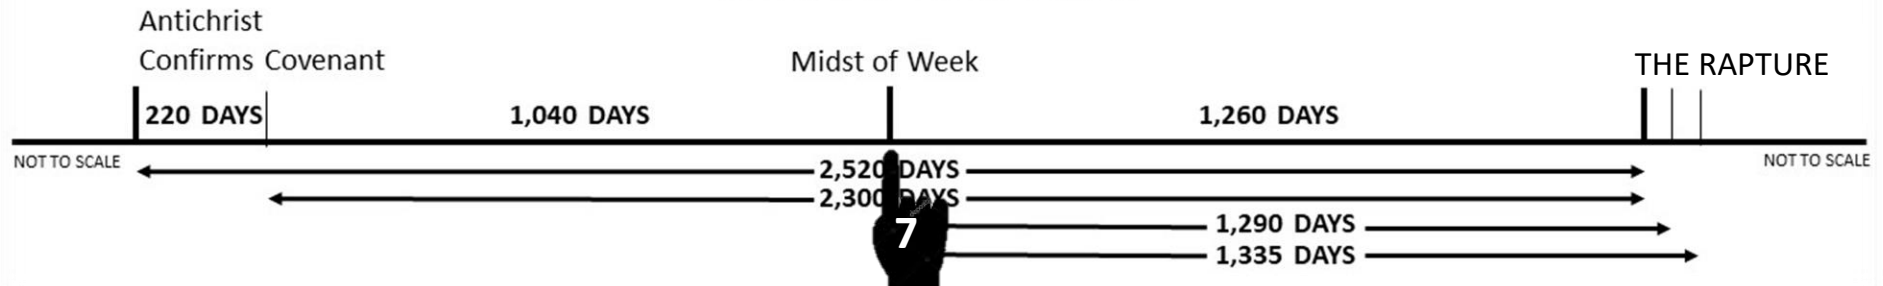 Antichrist
Confirms Covenant
Midst of Week
THE RAPTURE
220 DAYS
1,040 DAYS
1,260 DAYS
NOT TO SCALE
NOT TO SCALE
2,520 DAYS
2,300 DAYS
7
1,290 DAYS
1,335 DAYS